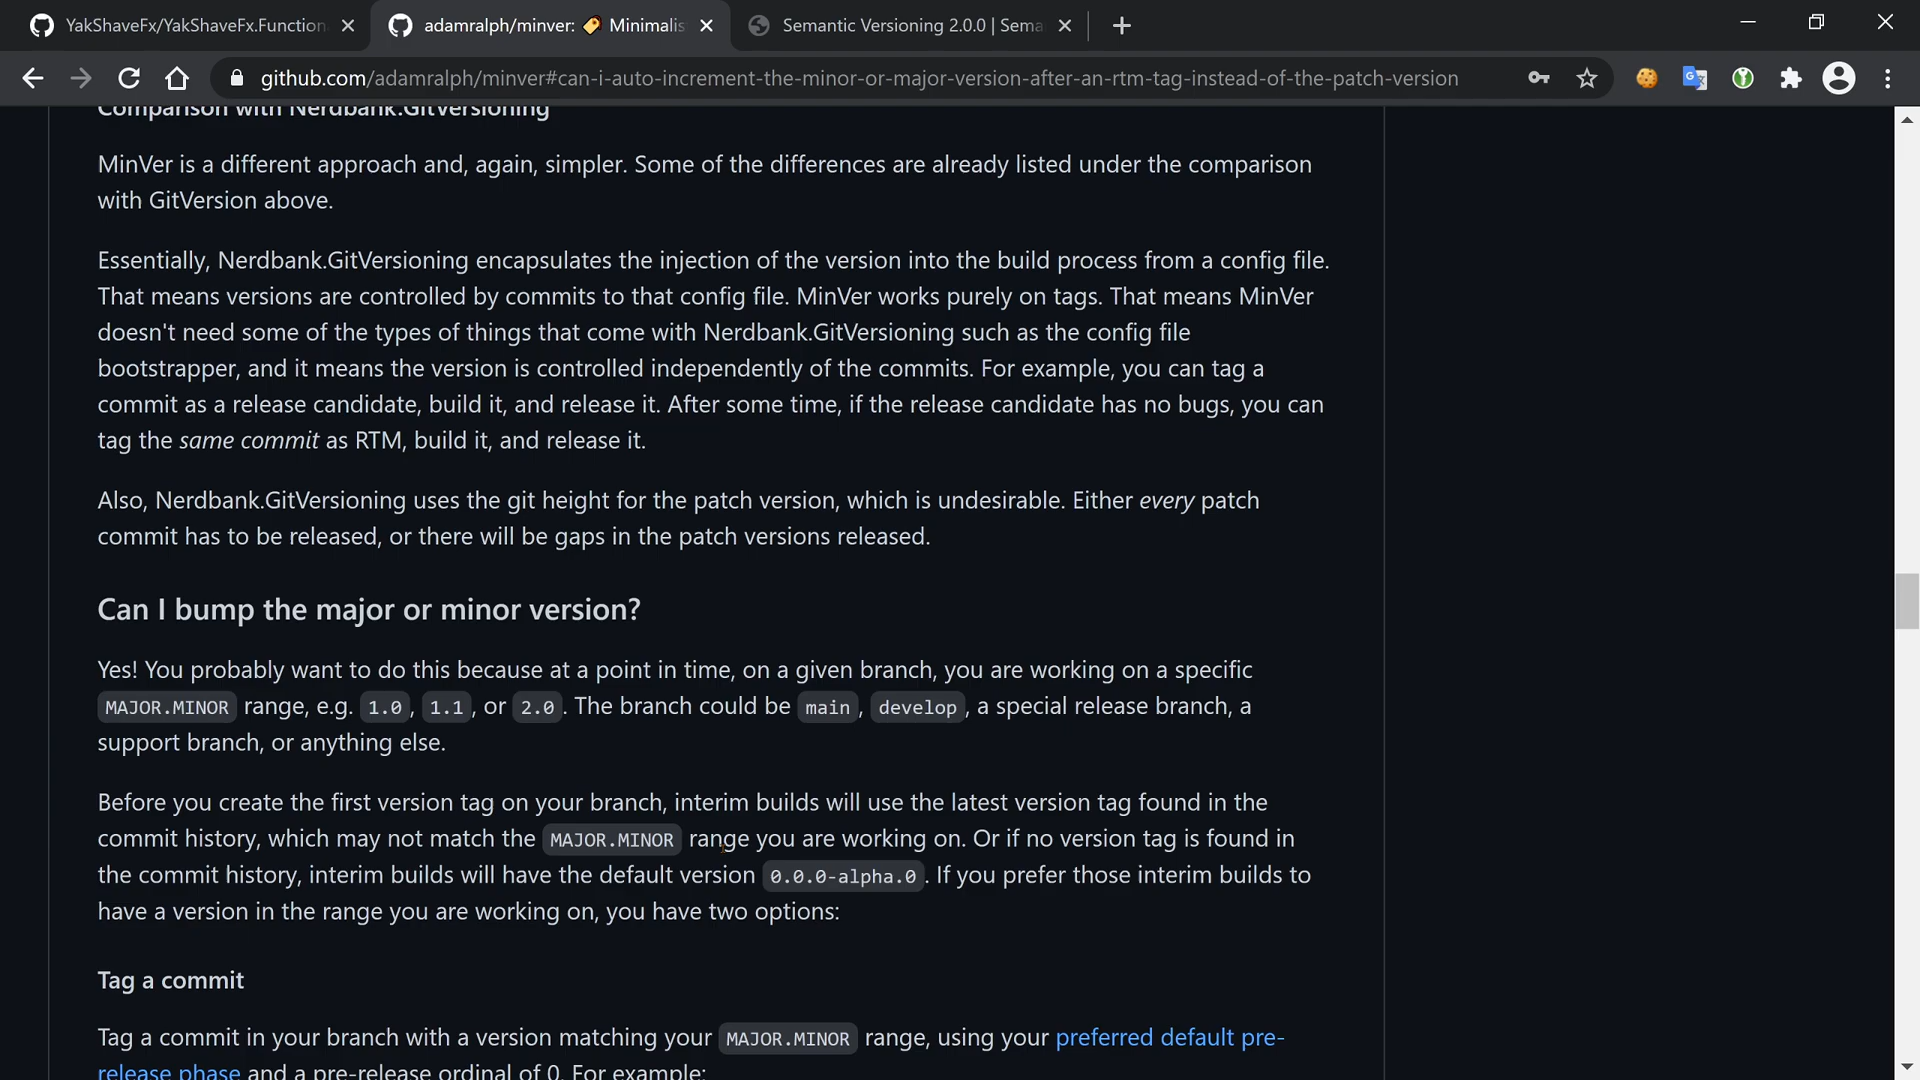 YakShaveFx/YakShaveFx.Function
adamralph/minver: 🏷️ Minimalis
Semantic Versioning 2.0.0 | Sema
github.com/adamralph/minver#can-i-auto-increment-the-minor-or-major-version-after-an-rtm-tag-instead-of-the-patch-version
Comparison with Nerdbank.GitVersioning
MinVer is a different approach and, again, simpler. Some of the differences are already listed under the comparison
with GitVersion above.
Essentially, Nerdbank.GitVersioning encapsulates the injection of the version into the build process from a config file.
That means versions are controlled by commits to that config file. MinVer works purely on tags. That means MinVer
doesn't need some of the types of things that come with Nerdbank.GitVersioning such as the config file
bootstrapper, and it means the version is controlled independently of the commits. For example, you can tag a
commit as a release candidate, build it, and release it. After some time, if the release candidate has no bugs, you can
tag the same commit as RTM, build it, and release it.
Also, Nerdbank.GitVersioning uses the git height for the patch version, which is undesirable. Either every patch
commit has to be released, or there will be gaps in the patch versions released.
Can I bump the major or minor version?
Yes! You probably want to do this because at a point in time, on a given branch, you are working on a specific
MAJOR.MINOR range, e.g. 1.0, 1.1, or 2.0. The branch could be main, develop, a special release branch, a
support branch, or anything else.
Before you create the first version tag on your branch, interim builds will use the latest version tag found in the
commit history, which may not match the MAJOR.MINOR range you are working on. Or if no version tag is found in
the commit history, interim builds will have the default version 0.0.0-alpha.0. If you prefer those interim builds to
have a version in the range you are working on, you have two options:
Tag a commit
Tag a commit in your branch with a version matching your MAJOR.MINOR range, using your preferred default pre-
release phase and a pre-release ordinal of 0. For example: